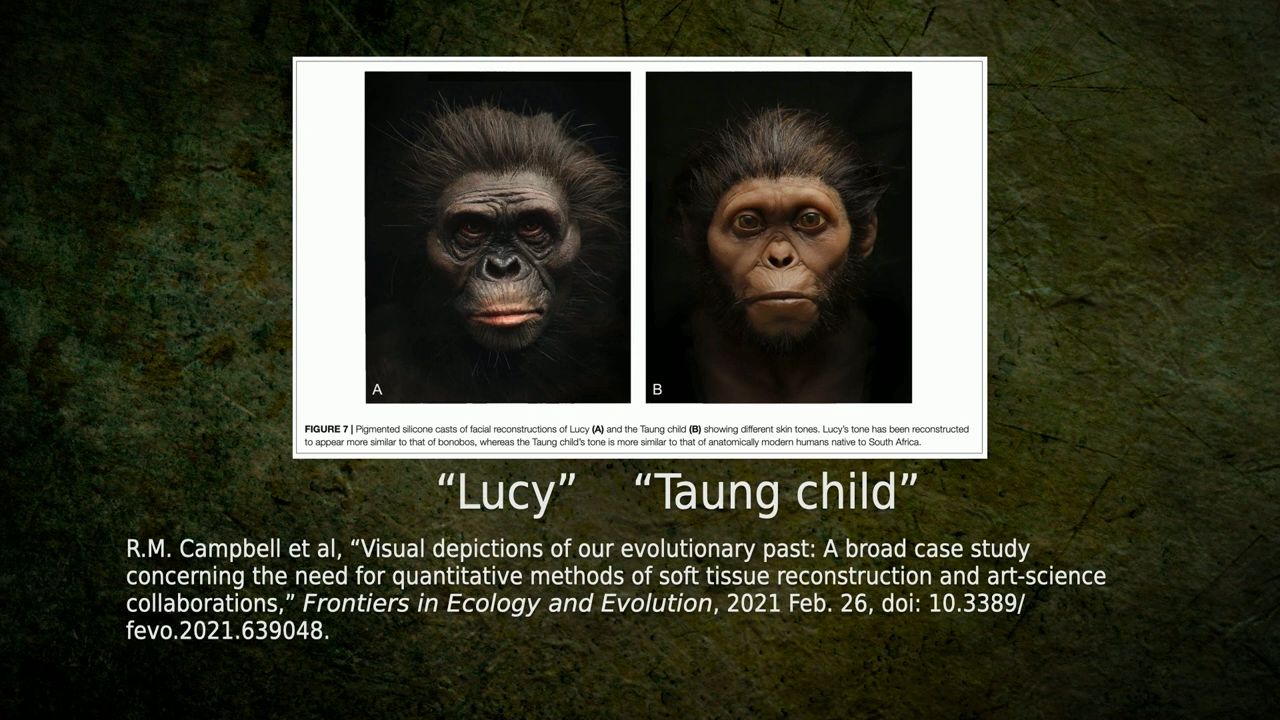 A
B
FIGURE 7 | Pigmented silicone casts of facial reconstructions of Lucy (A) and the Taung child (B) showing different skin tones. Lucy's tone has been reconstructed
to appear more similar to that of bonobos, whereas the Taung child's tone is more similar to that of anatomically modern humans native to South Africa.
“Lucy” “Taung child”
R.M. Campbell et al, “Visual depictions of our evolutionary past: A broad case study
concerning the need for quantitative methods of soft tissue reconstruction and art-science
collaborations,” Frontiers in Ecology and Evolution, 2021 Feb. 26, doi: 10.3389/
fevo.2021.639048.